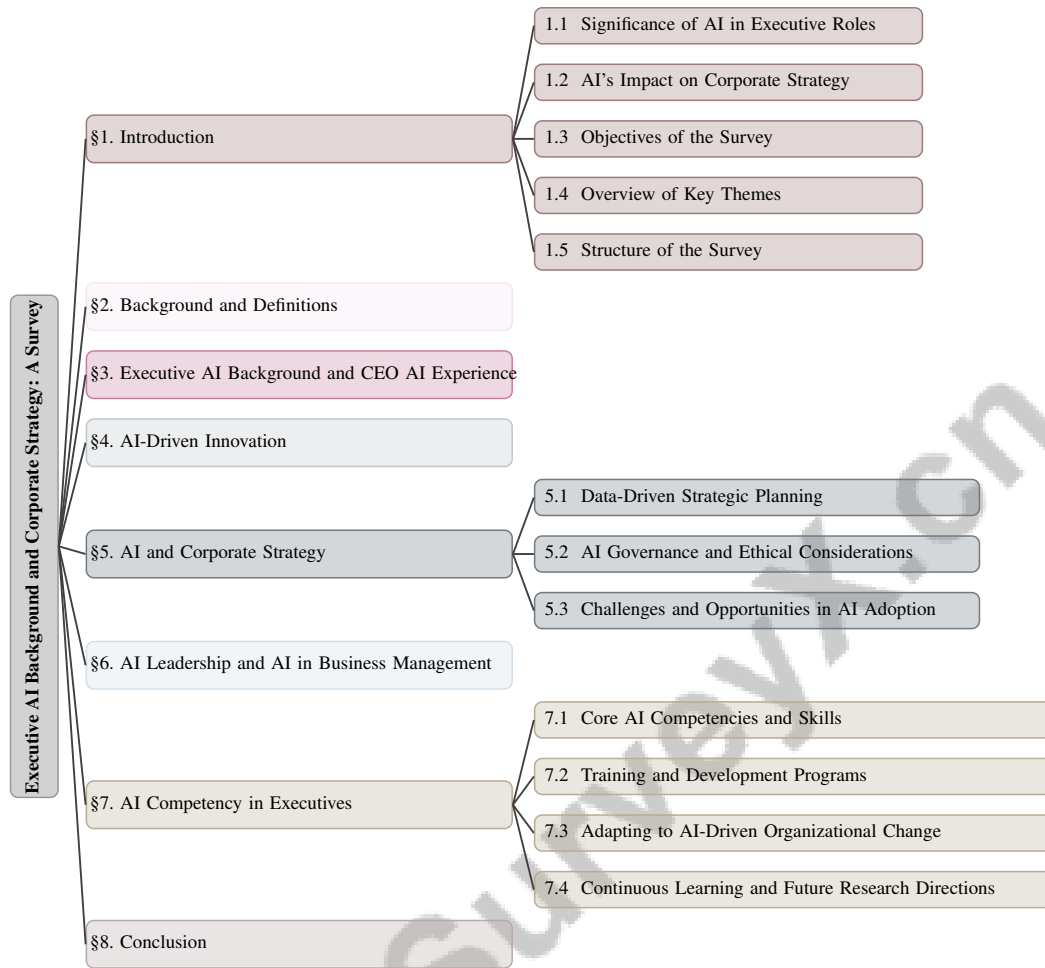 Executive AI Background and Corporate Strategy: A Survey
§1. Introduction
1.1 Significance of AI in Executive Roles
1.2 AI's Impact on Corporate Strategy
1.3 Objectives of the Survey
1.4 Overview of Key Themes
1.5 Structure of the Survey
§2. Background and Definitions
§3. Executive AI Background and CEO AI Experience
§4. AI-Driven Innovation
§5. AI and Corporate Strategy
5.1 Data-Driven Strategic Planning
5.2 AI Governance and Ethical Considerations
5.3 Challenges and Opportunities in AI Adoption
§6. AI Leadership and AI in Business Management
§7. AI Competency in Executives
7.1 Core AI Competencies and Skills
7.2 Training and Development Programs
7.3 Adapting to AI-Driven Organizational Change
7.4 Continuous Learning and Future Research Directions
§8. Conclusion
SurveyX.cn